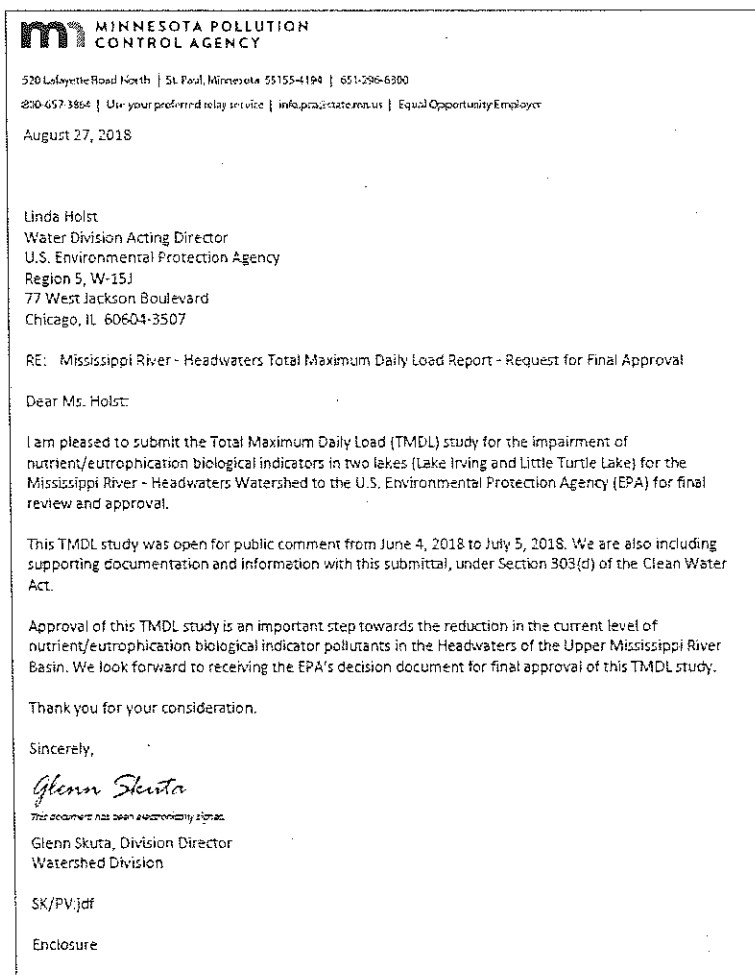 MINNESOTA POLLUTION
CONTROL AGENCY
520 Lafayette Road North | St. Paul, Minnesota 55155-4194 | 651-296-6300
800-657-3864 | Use your preferred relay service | info.pca@state.mn.us | Equal Opportunity Employer
August 27, 2018
Linda Holst
Water Division Acting Director
U.S. Environmental Protection Agency
Region 5, W-15J
77 West Jackson Boulevard
Chicago, IL 60604-3507
RE: Mississippi River - Headwaters Total Maximum Daily Load Report - Request for Final Approval
Dear Ms. Holst:
I am pleased to submit the Total Maximum Daily Load (TMDL) study for the impairment of
nutrient/eutrophication biological indicators in two lakes (Lake Irving and Little Turtle Lake) for the
Mississippi River - Headwaters Watershed to the U.S. Environmental Protection Agency (EPA) for final
review and approval.
This TMDL study was open for public comment from June 4, 2018 to July 5, 2018. We are also including
supporting documentation and information with this submittal, under Section 303(d) of the Clean Water
Act.
Approval of this TMDL study is an important step towards the reduction in the current level of
nutrient/eutrophication biological indicator pollutants in the Headwaters of the Upper Mississippi River
Basin. We look forward to receiving the EPA's decision document for final approval of this TMDL study.
Thank you for your consideration.
Sincerely,
Glenn Skuta
This document has been electronically signed.
Glenn Skuta, Division Director
Watershed Division
SK/PV:jdf
Enclosure